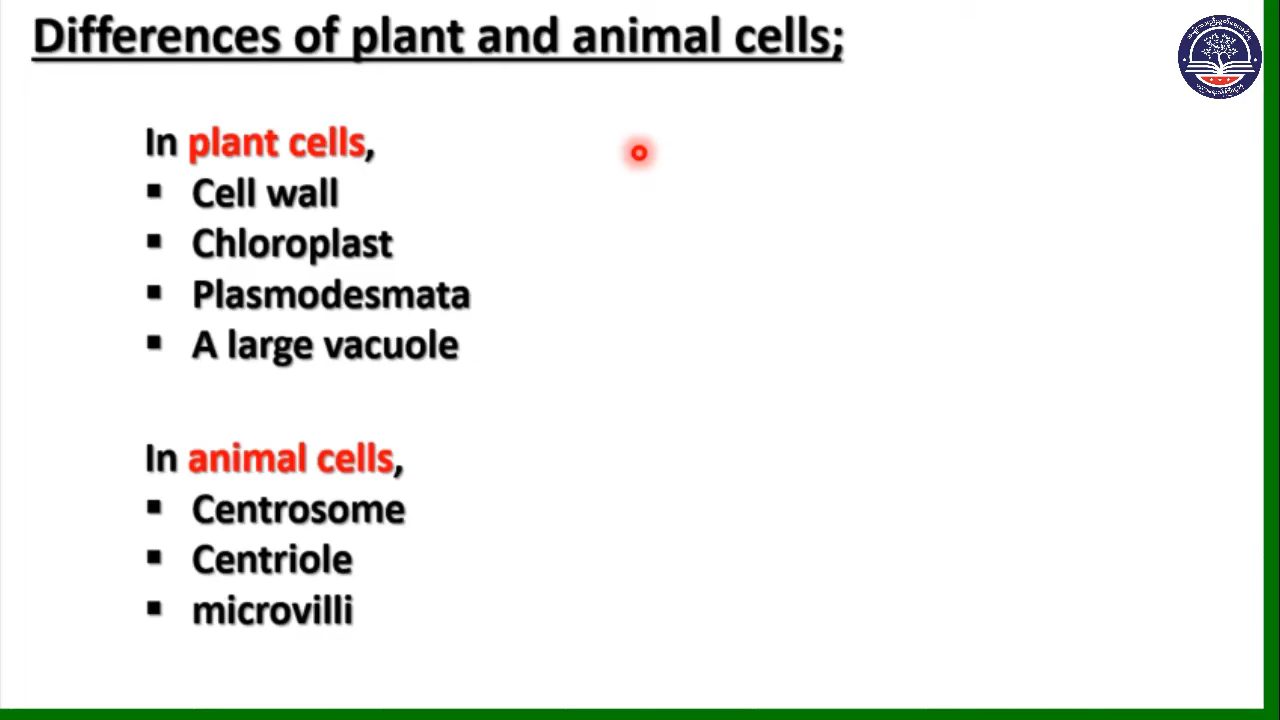 Differences of plant and animal cells;
In plant cells,
▪ Cell wall
▪ Chloroplast
▪ Plasmodesmata
▪ A large vacuole
In animal cells,
▪ Centrosome
▪ Centriole
▪ microvilli